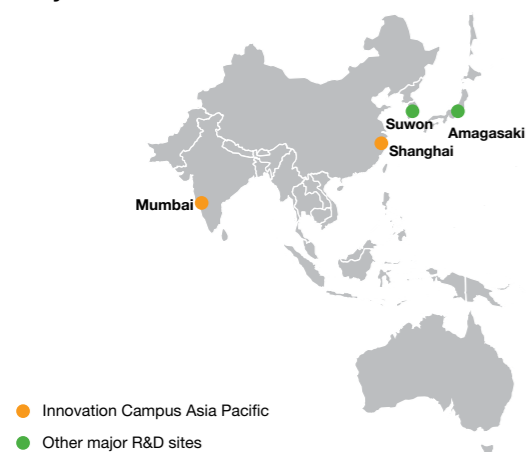 Suwon
Amagasaki
Shanghai
Mumbai
Innovation Campus Asia Pacific
Other major R&D sites